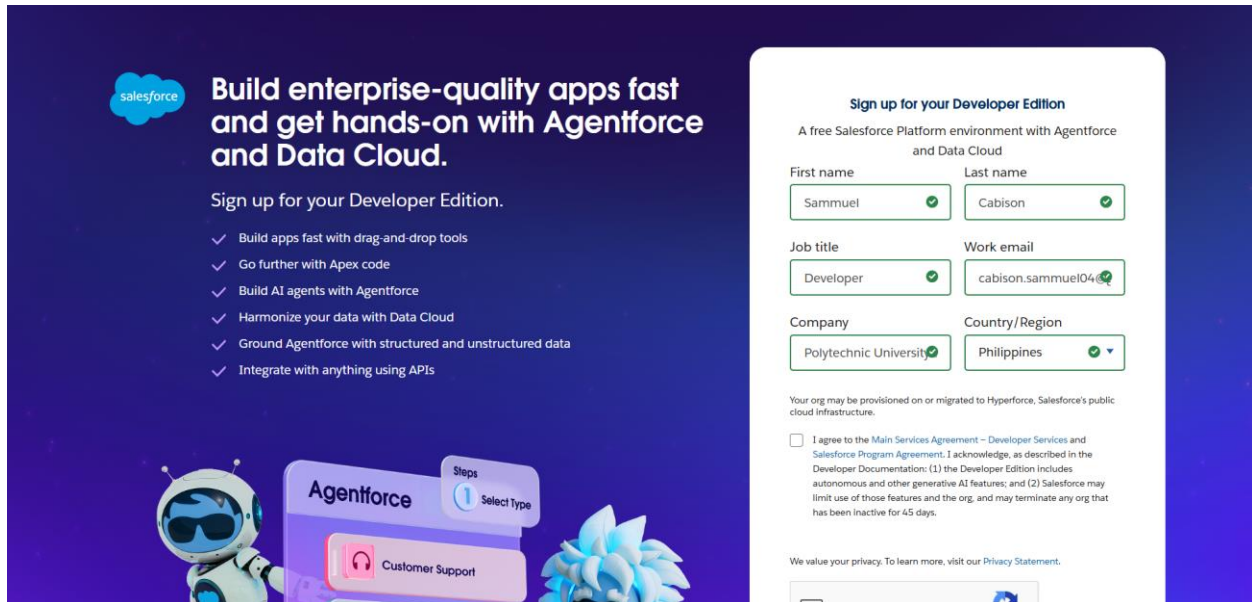 salesforce
Build enterprise-quality apps fast
and get hands-on with Agentforce
and Data Cloud.
Sign up for your Developer Edition.
Build apps fast with drag-and-drop tools
Go further with Apex code
Build AI agents with Agentforce
Harmonize your data with Data Cloud
Ground Agentforce with structured and unstructured data
Integrate with anything using APIs
Agentforce
Steps
1 Select Type
Customer Support
Sign up for your Developer Edition
A free Salesforce Platform environment with Agentforce
and Data Cloud
First name Last name
Sammuel Cabison
Job title Work email
Developer cabison.sammuel04@
Company Country/Region
Polytechnic University Philippines
Your org may be provisioned on or migrated to Hyperforce, Salesforce's public
cloud infrastructure.
I agree to the Main Services Agreement – Developer Services and
Salesforce Program Agreement. I acknowledge, as described in the
Developer Documentation: (1) the Developer Edition includes
autonomous and other generative AI features; and (2) Salesforce may
limit use of those features and the org, and may terminate any org that
has been inactive for 45 days.
We value your privacy. To learn more, visit our Privacy Statement.